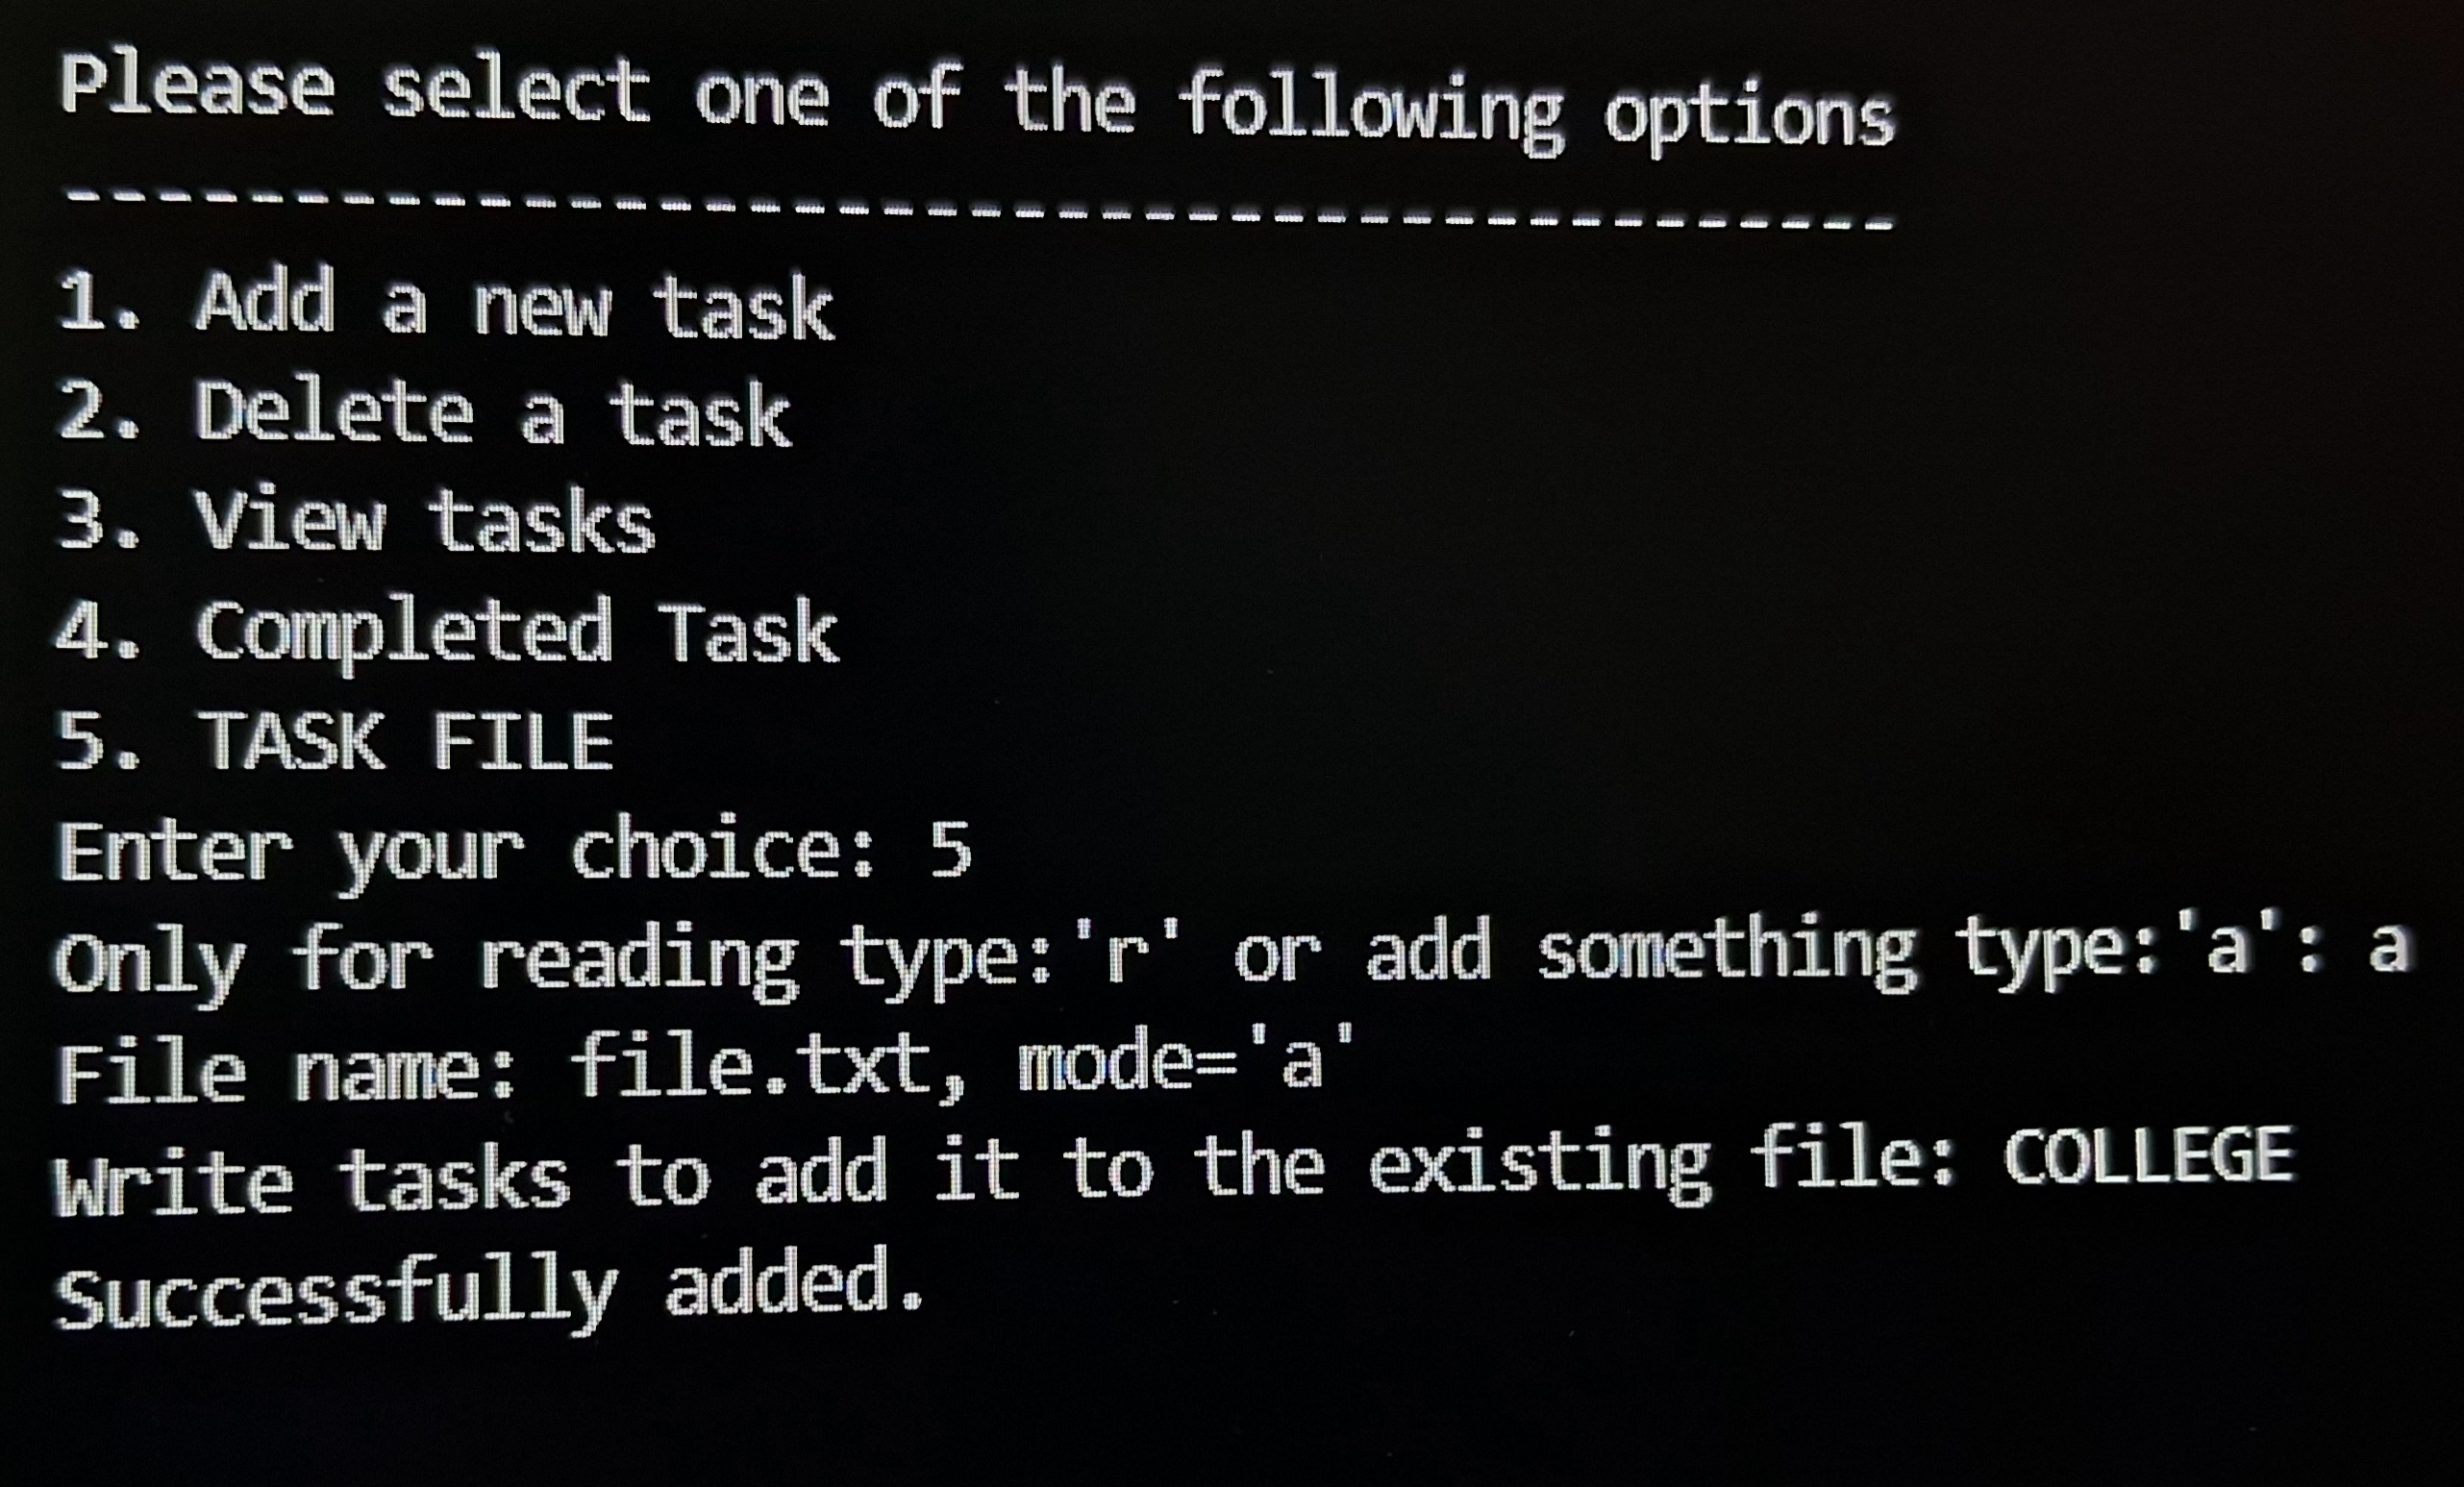 Please select one of the following options
------------------------------------------
1. Add a new task
2. Delete a task
3. View tasks
4. Completed Task
5. TASK FILE
Enter your choice: 5
Only for reading type:'r' or add something type:'a': a
File name: file.txt, mode='a'
Write tasks to add it to the existing file: COLLEGE
Successfully added.